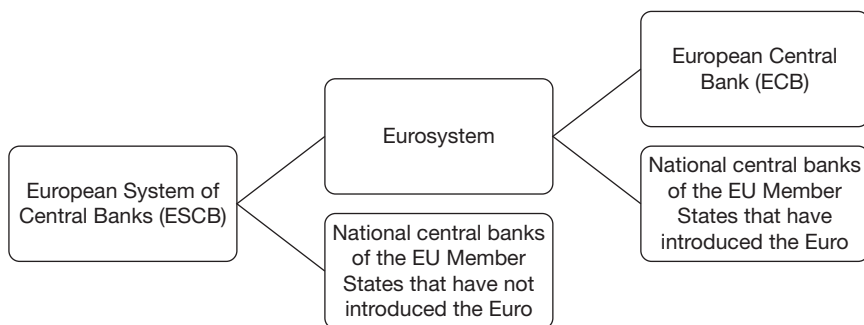 European System of
Central Banks (ESCB)
Eurosystem
National central banks
of the EU Member
States that have not
introduced the Euro
European Central
Bank (ECB)
National central banks
of the EU Member
States that have
introduced the Euro